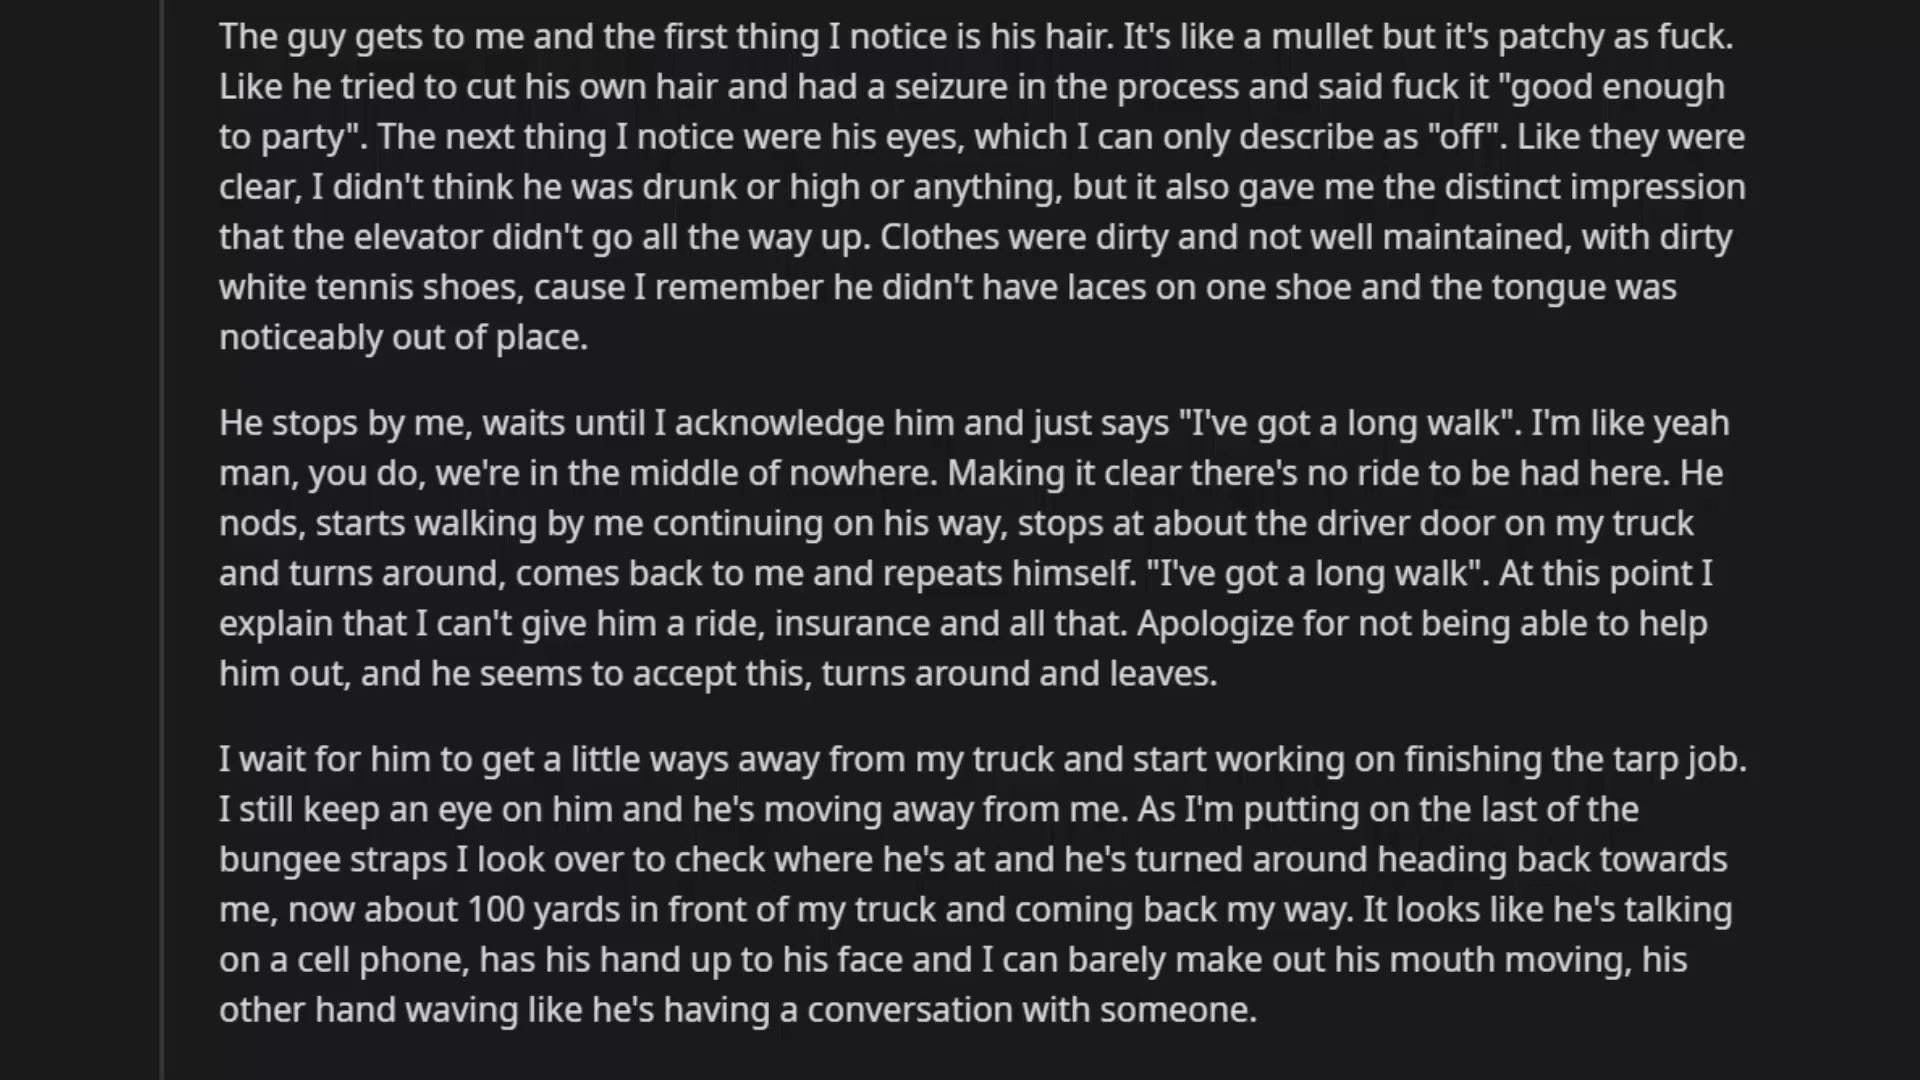 The guy gets to me and the first thing I notice is his hair. It's like a mullet but it's patchy as fuck.
Like he tried to cut his own hair and had a seizure in the process and said fuck it "good enough
to party". The next thing I notice were his eyes, which I can only describe as "off". Like they were
clear, I didn't think he was drunk or high or anything, but it also gave me the distinct impression
that the elevator didn't go all the way up. Clothes were dirty and not well maintained, with dirty
white tennis shoes, cause I remember he didn't have laces on one shoe and the tongue was
noticeably out of place.
He stops by me, waits until I acknowledge him and just says "I've got a long walk". I'm like yeah
man, you do, we're in the middle of nowhere. Making it clear there's no ride to be had here. He
nods, starts walking by me continuing on his way, stops at about the driver door on my truck
and turns around, comes back to me and repeats himself. "I've got a long walk". At this point I
explain that I can't give him a ride, insurance and all that. Apologize for not being able to help
him out, and he seems to accept this, turns around and leaves.
I wait for him to get a little ways away from my truck and start working on finishing the tarp job.
I still keep an eye on him and he's moving away from me. As I'm putting on the last of the
bungee straps I look over to check where he's at and he's turned around heading back towards
me, now about 100 yards in front of my truck and coming back my way. It looks like he's talking
on a cell phone, has his hand up to his face and I can barely make out his mouth moving, his
other hand waving like he's having a conversation with someone.